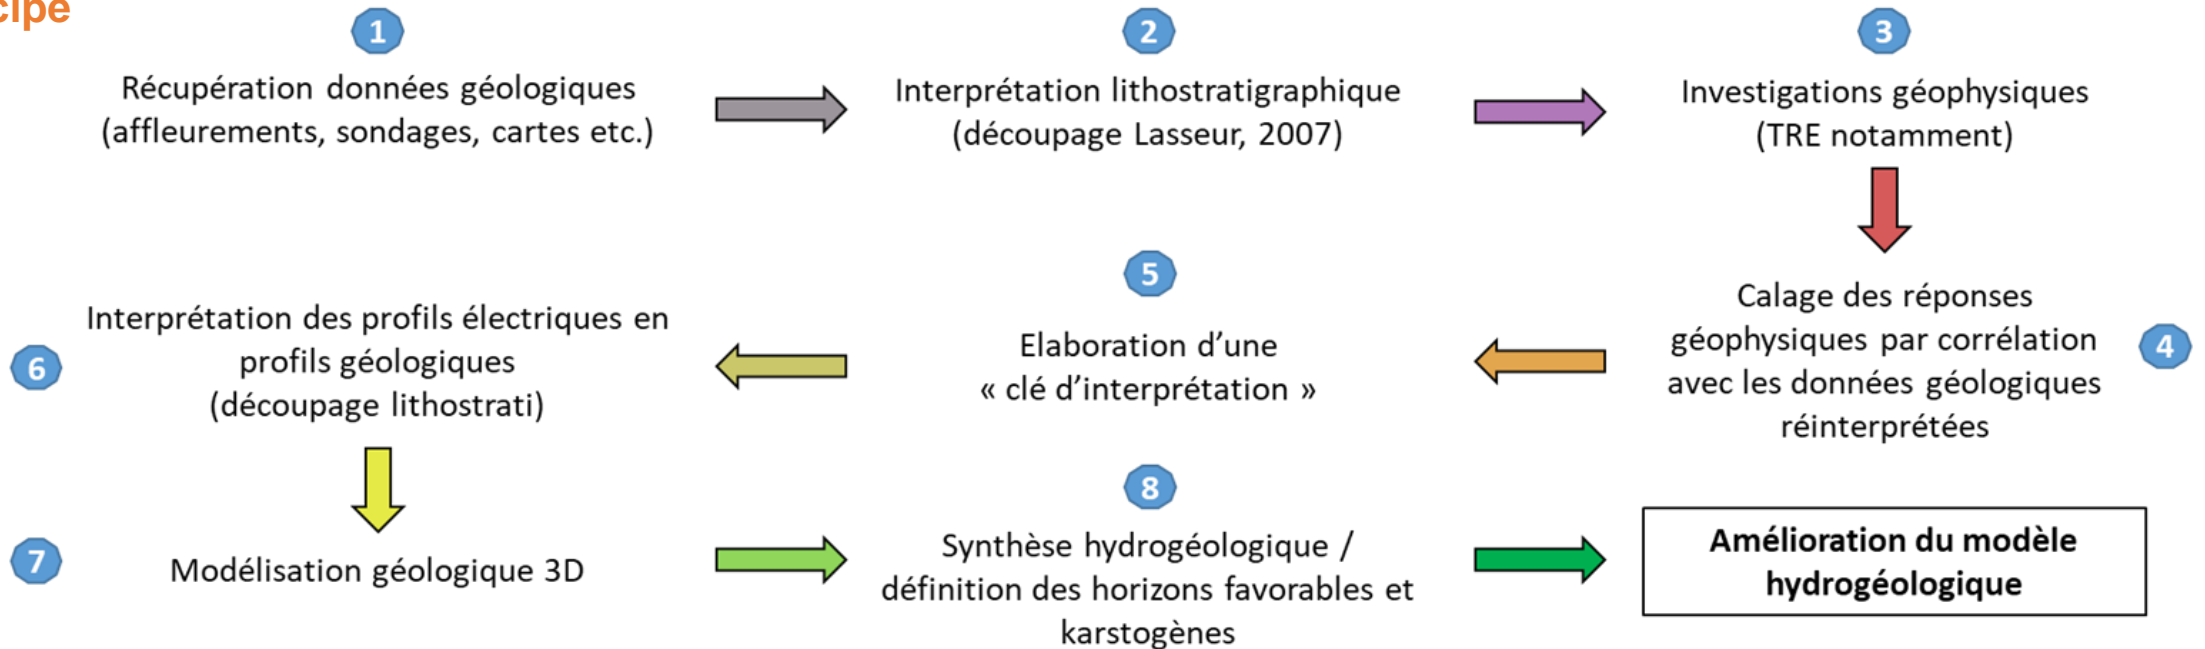 cipe
1
Récupération données géologiques
(affleurements, sondages, cartes etc.)
2
Interprétation lithostratigraphique
(découpage Lasseur, 2007)
3
Investigations géophysiques
(TRE notamment)
4
Calage des réponses
géophysiques par corrélation
avec les données géologiques
réinterprétées
5
Elaboration d’une
« clé d’interprétation »
6
Interprétation des profils électriques en
profils géologiques
(découpage lithostrati)
7
Modélisation géologique 3D
8
Synthèse hydrogéologique /
définition des horizons favorables et
karstogènes
Amélioration du modèle
hydrogéologique